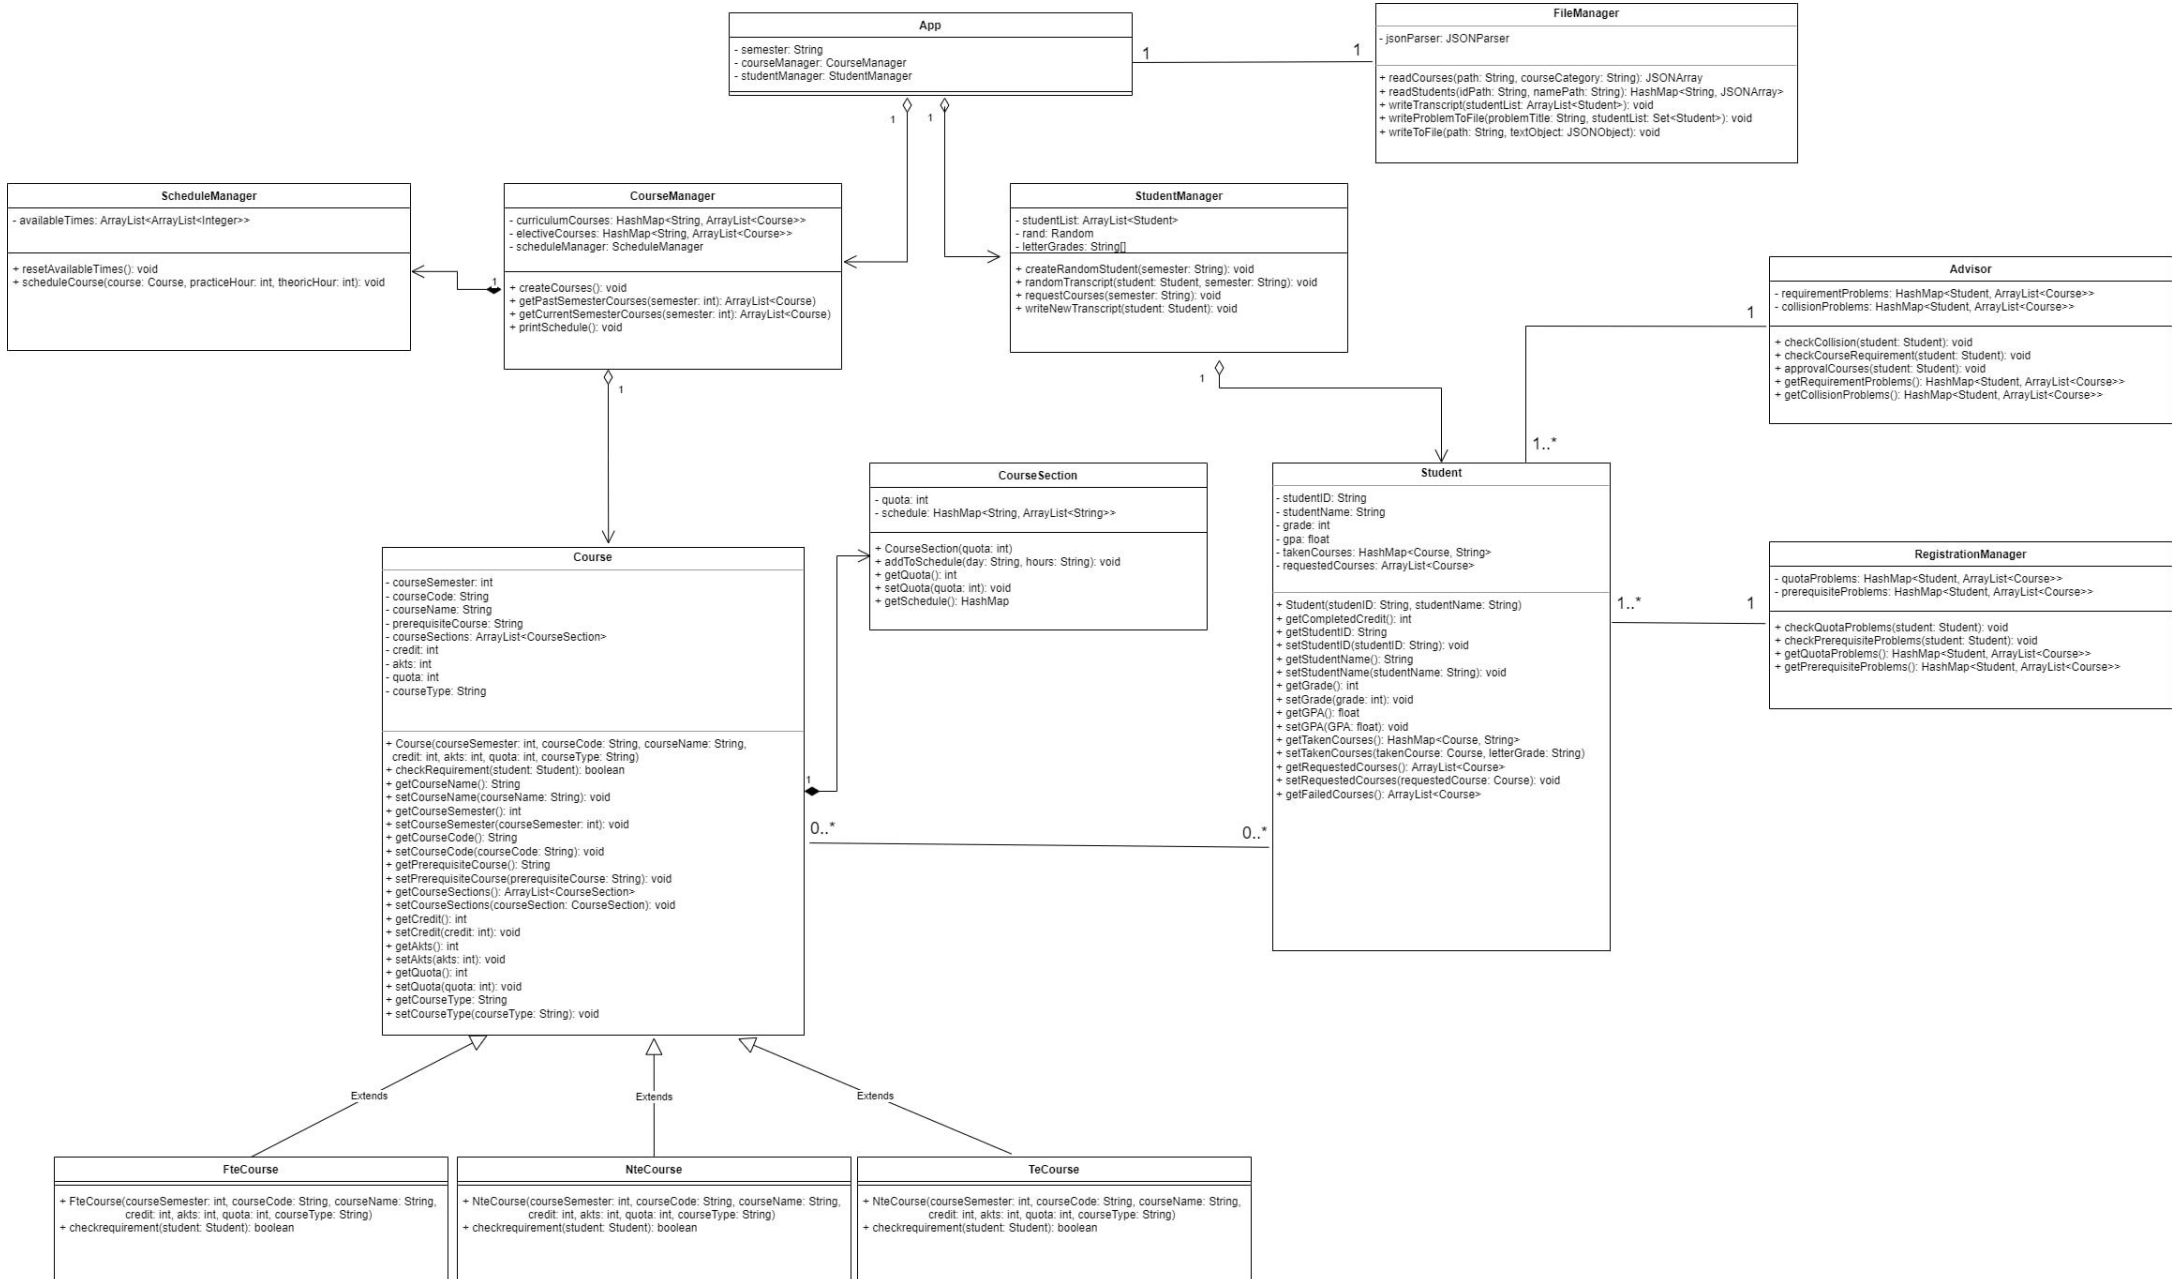 App
- semester: String
- courseManager: CourseManager
- studentManager: StudentManager
1
1
FileManager
- jsonParser: JSONParser
+ readCourses(path: String, courseCategory: String): JSONArray
+ readStudents(idPath: String, namePath: String): HashMap<String, JSONArray>
+ writeTranscript(studentList: ArrayList<Student>): void
+ writeProblemToFile(problemTitle: String, studentList: Set<Student>): void
+ writeToFile(path: String, textObject: JSONObject): void
1
1
ScheduleManager
- availableTimes: ArrayList<ArrayList<Integer>>
+ resetAvailableTimes(): void
+ scheduleCourse(course: Course, practiceHour: int, theoricHour: int): void
1
CourseManager
- curriculumCourses: HashMap<String, ArrayList<Course>>
- electiveCourses: HashMap<String, ArrayList<Course>>
- scheduleManager: ScheduleManager
+ createCourses(): void
+ getPastSemesterCourses(semester: int): ArrayList<Course>
+ getCurrentSemesterCourses(semester: int): ArrayList<Course>
+ printSchedule(): void
1
StudentManager
- studentList: ArrayList<Student>
- rand: Random
- letterGrades: String[]
+ createRandomStudent(semester: String): void
+ randomTranscript(student: Student, semester: String): void
+ requestCourses(semester: String): void
+ writeNewTranscript(student: Student): void
1
Advisor
- requirementProblems: HashMap<Student, ArrayList<Course>>
- collisionProblems: HashMap<Student, ArrayList<Course>>
+ checkCollision(student: Student): void
+ checkCourseRequirement(student: Student): void
+ approvalCourses(student: Student): void
+ getRequirementProblems(): HashMap<Student, ArrayList<Course>>
+ getCollisionProblems(): HashMap<Student, ArrayList<Course>>
1
1..*
CourseSection
- quota: int
- schedule: HashMap<String, ArrayList<String>>
+ CourseSection(quota: int)
+ addToSchedule(day: String, hours: String): void
+ getQuota(): int
+ setQuota(quota: int): void
+ getSchedule(): HashMap
Student
- studentID: String
- studentName: String
- grade: int
- gpa: float
- takenCourses: HashMap<Course, String>
- requestedCourses: ArrayList<Course>
+ Student(studenID: String, studentName: String)
+ getCompletedCredit(): int
+ getStudentID: String
+ setStudentID(studentID: String): void
+ getStudentName(): String
+ setStudentName(studentName: String): void
+ getGrade(): int
+ setGrade(grade: int): void
+ getGPA(): float
+ setGPA(GPA: float): void
+ getTakenCourses(): HashMap<Course, String>
+ setTakenCourses(takenCourse: Course, letterGrade: String)
+ getRequestedCourses(): ArrayList<Course>
+ setRequestedCourses(requestedCourse: Course): void
+ getFailedCourses(): ArrayList<Course>
1..*
1
RegistrationManager
- quotaProblems: HashMap<Student, ArrayList<Course>>
- prerequisiteProblems: HashMap<Student, ArrayList<Course>>
+ checkQuotaProblems(student: Student): void
+ checkPrerequisiteProblems(student: Student): void
+ getQuotaProblems(): HashMap<Student, ArrayList<Course>>
+ getPrerequisiteProblems(): HashMap<Student, ArrayList<Course>>
Course
- courseSemester: int
- courseCode: String
- courseName: String
- prerequisiteCourse: String
- courseSections: ArrayList<CourseSection>
- credit: int
- akts: int
- quota: int
- courseType: String
+ Course(courseSemester: int, courseCode: String, courseName: String,
credit: int, akts: int, quota: int, courseType: String)
+ checkRequirement(student: Student): boolean
+ getCourseName(): String
+ setCourseName(courseName: String): void
+ getCourseSemester(): int
+ setCourseSemester(courseSemester: int): void
+ getCourseCode(): String
+ setCourseCode(courseCode: String): void
+ getPrerequisiteCourse(): String
+ setPrerequisiteCourse(prerequisiteCourse: String): void
+ getCourseSections(): ArrayList<CourseSection>
+ setCourseSections(courseSection: CourseSection): void
+ getCredit(): int
+ setCredit(credit: int): void
+ getAkts(): int
+ setAkts(akts: int): void
+ getQuota(): int
+ setQuota(quota: int): void
+ getCourseType: String
+ setCourseType(courseType: String): void
1
0..*
0..*
Extends
Extends
Extends
FteCourse
+ FteCourse(courseSemester: int, courseCode: String, courseName: String,
credit: int, akts: int, quota: int, courseType: String)
+ checkrequirement(student: Student): boolean
NteCourse
+ NteCourse(courseSemester: int, courseCode: String, courseName: String,
credit: int, akts: int, quota: int, courseType: String)
+ checkrequirement(student: Student): boolean
TeCourse
+ NteCourse(courseSemester: int, courseCode: String, courseName: String,
credit: int, akts: int, quota: int, courseType: String)
+ checkrequirement(student: Student): boolean